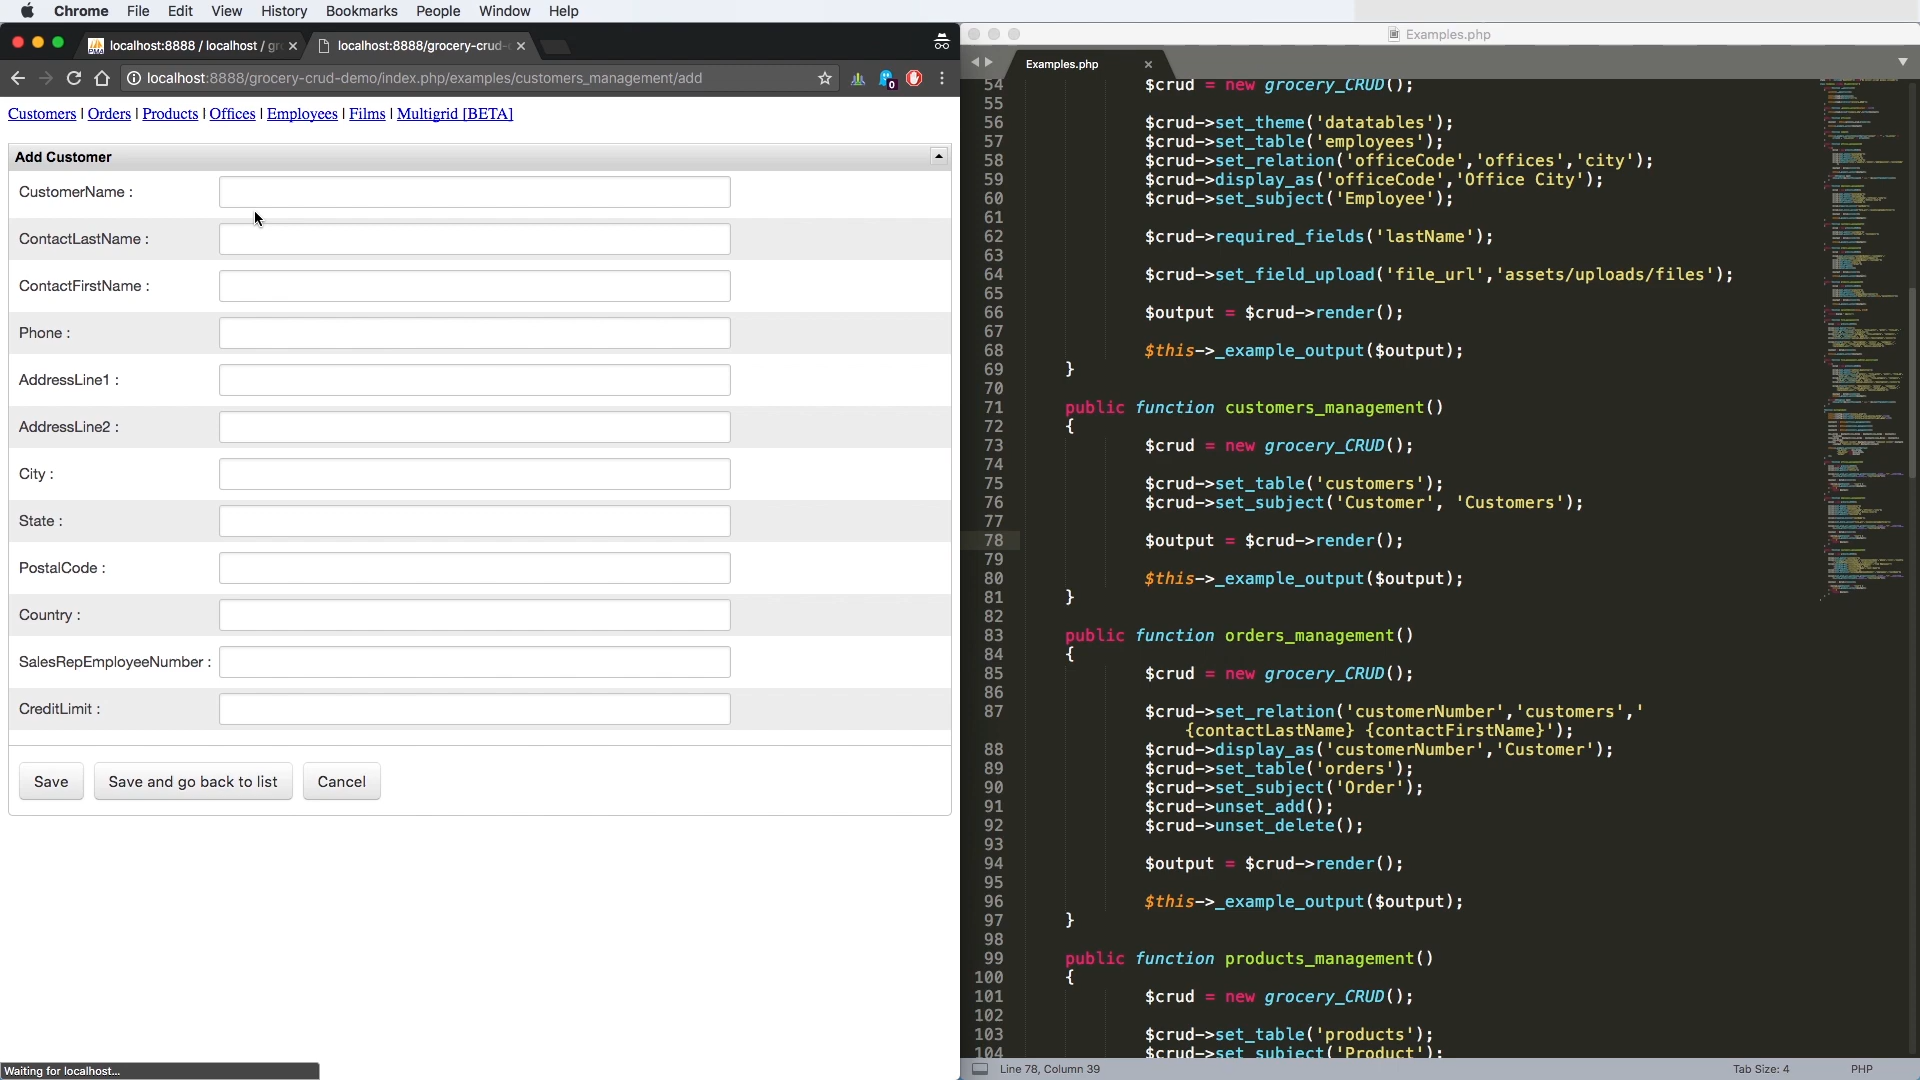 Chrome File Edit View History Bookmarks People Window Help
localhost:8888 / localhost / gr
localhost:8888/grocery-crud-
localhost:8888/grocery-crud-demo/index.php/examples/customers_management/add
0
Customers | Orders | Products | Offices | Employees | Films | Multigrid [BETA]
Add Customer
CustomerName :
ContactLastName :
ContactFirstName :
Phone :
AddressLine1 :
AddressLine2 :
City :
State :
PostalCode :
Country :
SalesRepEmployeeNumber :
CreditLimit :
Save
Save and go back to list
Cancel
Waiting for localhost...
Examples.php
Examples.php
54 $crud = new grocery_CRUD();
55
56 $crud->set_theme('datatables');
57 $crud->set_table('employees');
58 $crud->set_relation('officeCode','offices','city');
59 $crud->display_as('officeCode','Office City');
60 $crud->set_subject('Employee');
61
62 $crud->required_fields('lastName');
63
64 $crud->set_field_upload('file_url','assets/uploads/files');
65
66 $output = $crud->render();
67
68 $this->_example_output($output);
69 }
70
71 public function customers_management()
72 {
73 $crud = new grocery_CRUD();
74
75 $crud->set_table('customers');
76 $crud->set_subject('Customer', 'Customers');
77
78 $output = $crud->render();
79
80 $this->_example_output($output);
81 }
82
83 public function orders_management()
84 {
85 $crud = new grocery_CRUD();
86
87 $crud->set_relation('customerNumber','customers','
{contactLastName} {contactFirstName}');
88 $crud->display_as('customerNumber','Customer');
89 $crud->set_table('orders');
90 $crud->set_subject('Order');
91 $crud->unset_add();
92 $crud->unset_delete();
93
94 $output = $crud->render();
95
96 $this->_example_output($output);
97 }
98
99 public function products_management()
100 {
101 $crud = new grocery_CRUD();
102
103 $crud->set_table('products');
104 $crud->set_subject('Product');
Line 78, Column 39
Tab Size: 4
PHP